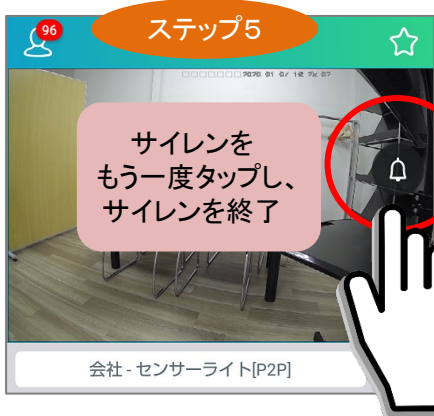 ステップ5
96
サイレンを
もう一度タップし、
サイレンを終了
会社 - センサーライト[P2P]